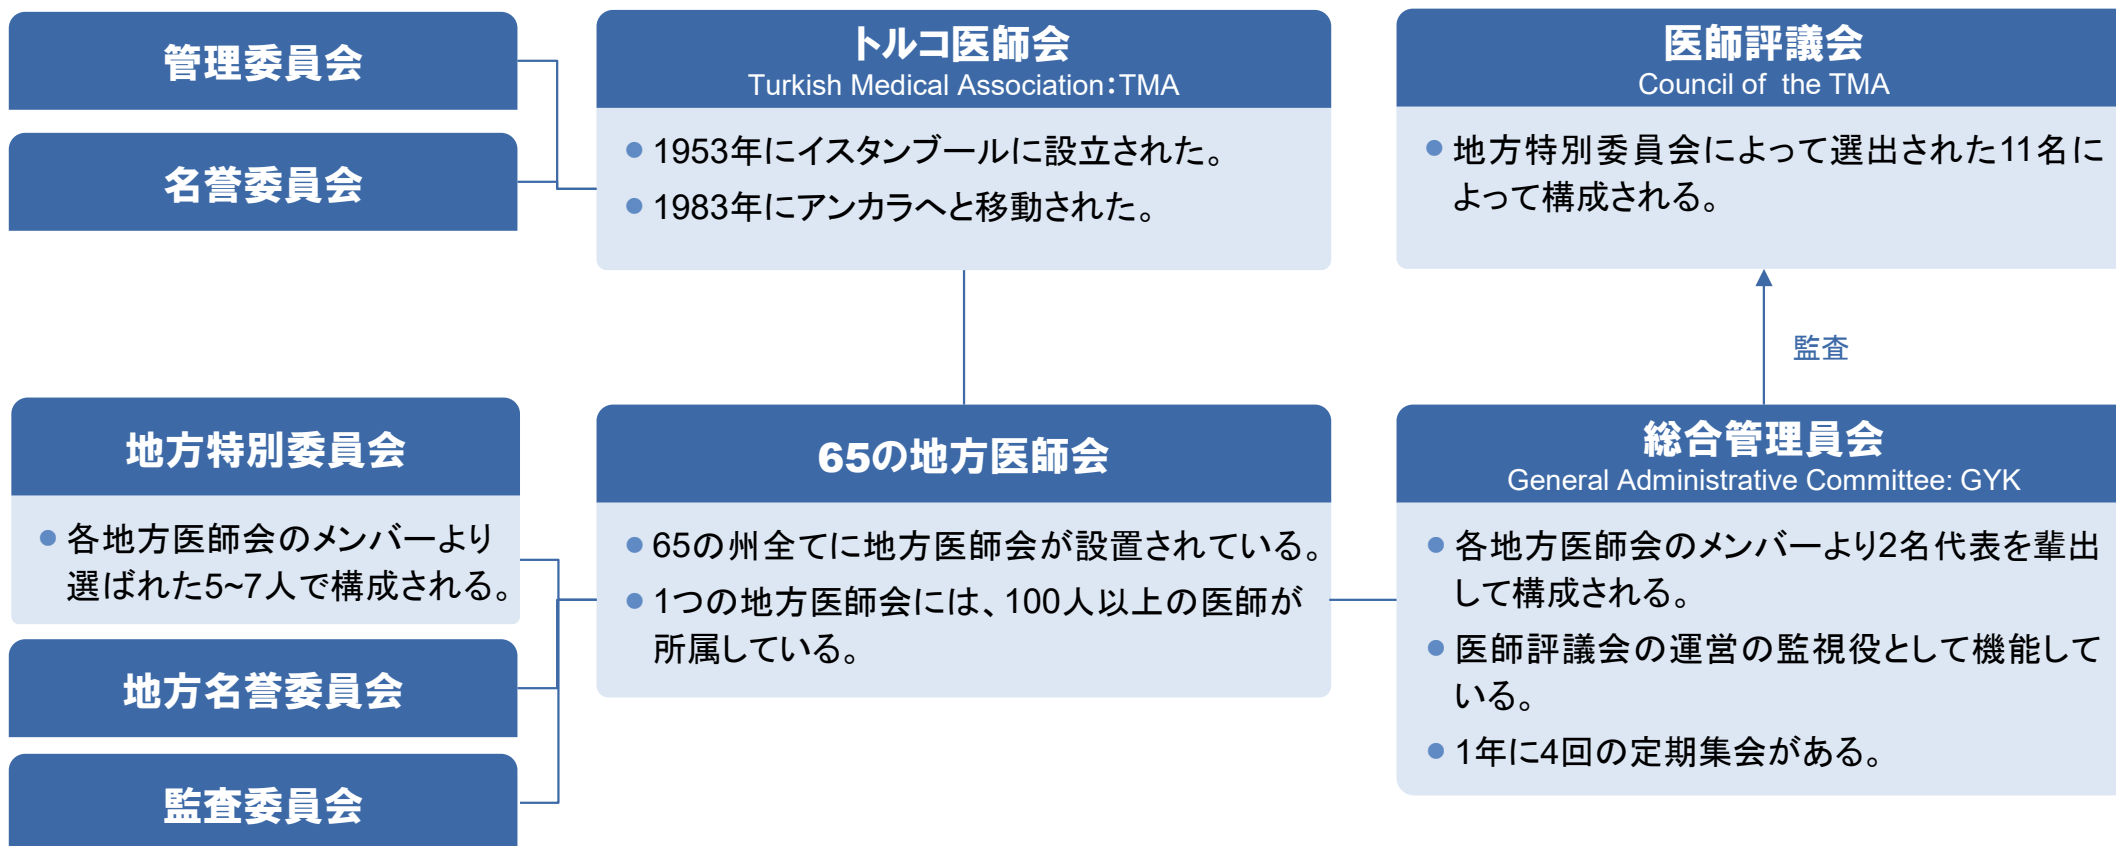 管理委員会
名誉委員会
トルコ医師会
Turkish Medical Association：TMA
1953年にイスタンブールに設立された。
1983年にアンカラへと移動された。
医師評議会
Council of the TMA
地方特別委員会によって選出された11名に
よって構成される。
監査
地方特別委員会
各地方医師会のメンバーより
選ばれた5~7人で構成される。
地方名誉委員会
監査委員会
65の地方医師会
65の州全てに地方医師会が設置されている。
1つの地方医師会には、100人以上の医師が
所属している。
総合管理員会
General Administrative Committee: GYK
各地方医師会のメンバーより2名代表を輩出
して構成される。
医師評議会の運営の監視役として機能して
いる。
1年に4回の定期集会がある。